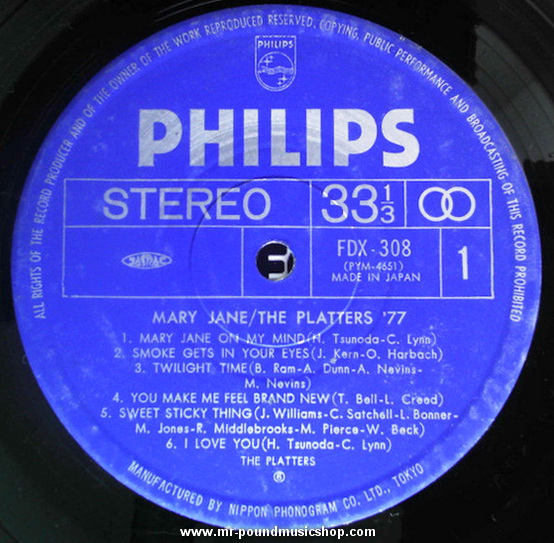 ALL RIGHTS OF THE RECORD PRODUCER AND OF THE OWNER OF THE WORK REPRODUCED RESERVED. COPYING, PUBLIC PERFORMANCE AND BROADCASTING OF THIS RECORD PROHIBITED
PHILIPS
PHILIPS
STEREO 33 1/3
JASRAC
FDX-308
(PYM-4651)
MADE IN JAPAN
1
MARY JANE/THE PLATTERS '77
1. MARY JANE ON MY MIND(H. Tsunoda-C. Lynn)
2. SMOKE GETS IN YOUR EYES(J. Kern-O. Harbach)
3. TWILIGHT TIME(B. Ram-A. Dunn-A. Nevins-
M. Nevins)
4. YOU MAKE ME FEEL BRAND NEW(T. Bell-L. Creed)
5. SWEET STICKY THING(J. Williams-C. Satchell-L. Bonner-
M. Jones-R. Middlebrooks-M. Pierce-W. Beck)
6. I LOVE YOU(H. Tsunoda-C. Lynn)
THE PLATTERS
Ⓟ
MANUFACTURED BY NIPPON PHONOGRAM CO. LTD., TOKYO
www.mr-poundmusicshop.com